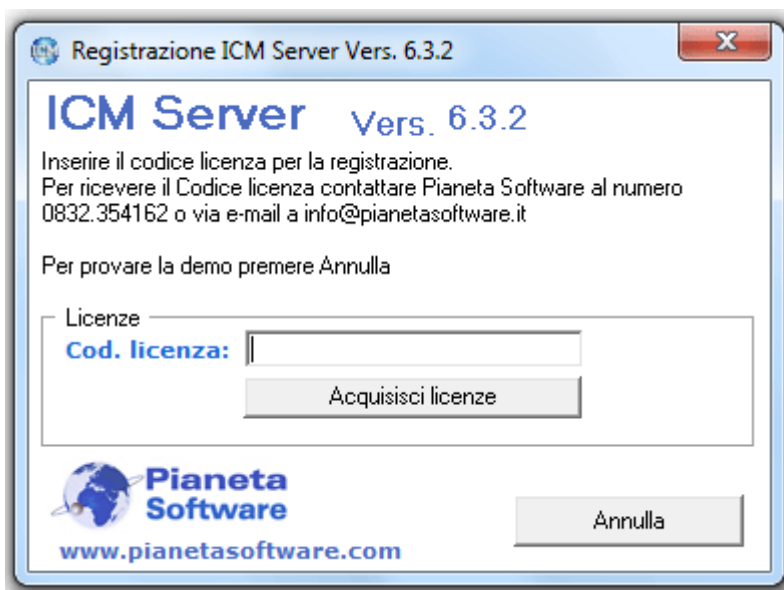 Registrazione ICM Server Vers. 6.3.2
X
ICM Server Vers. 6.3.2
Inserire il codice licenza per la registrazione.
Per ricevere il Codice licenza contattare Pianeta Software al numero
0832.354162 o via e-mail a info@pianetasoftware.it
Per provare la demo premere Annulla
Licenze
Cod. licenza:
Acquisisci licenze
Pianeta
Software
Annulla
www.pianetasoftware.com